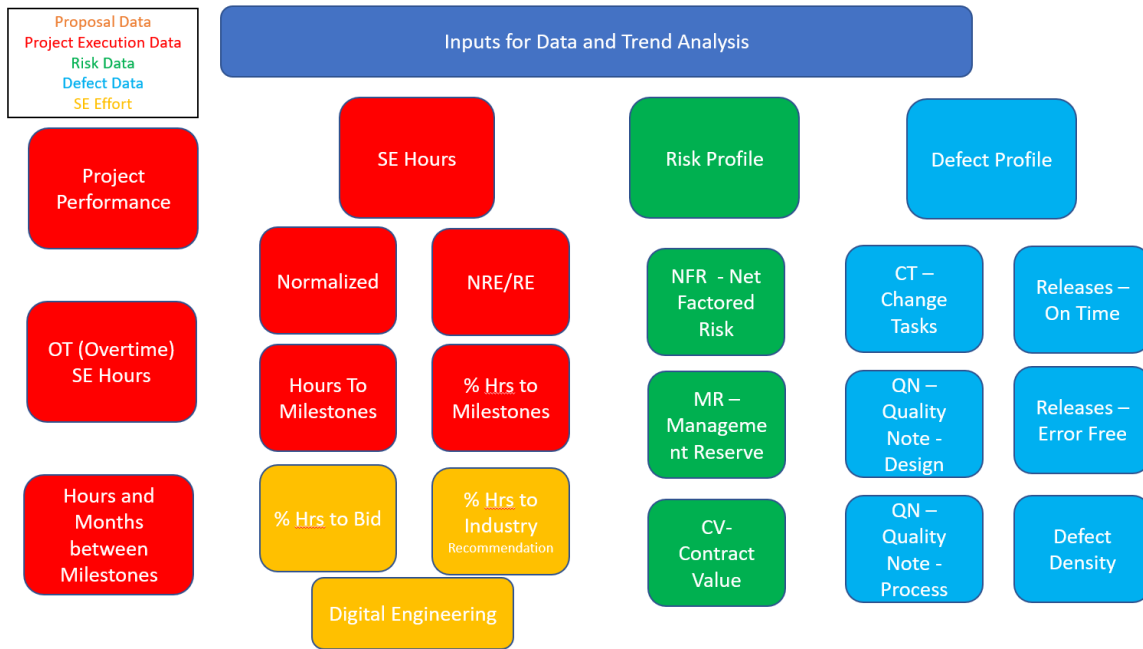 Proposal Data
Project Execution Data
Risk Data
Defect Data
SE Effort
Inputs for Data and Trend Analysis
Project
Performance
OT (Overtime)
SE Hours
Hours and
Months
between
Milestones
SE Hours
Normalized
NRE/RE
Hours To
Milestones
% Hrs to
Milestones
% Hrs to Bid
% Hrs to
Industry
Recommendation
Digital Engineering
Risk Profile
NFR - Net
Factored
Risk
MR –
Manageme
nt Reserve
CV-
Contract
Value
Defect Profile
CT –
Change
Tasks
Releases –
On Time
QN –
Quality
Note -
Design
Releases –
Error Free
QN –
Quality
Note -
Process
Defect
Density